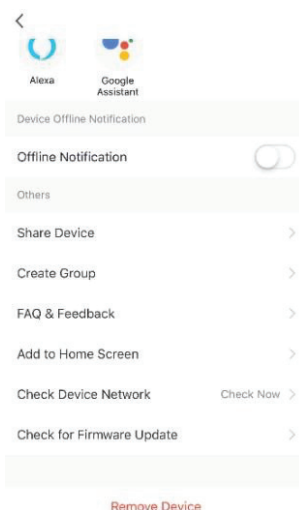 Alexa
Google
Assistant
Device Offline Notification
Offline Notification
Others
Share Device
Create Group
FAQ & Feedback
Add to Home Screen
Check Device Network Check Now
Check for Firmware Update
Remove Device